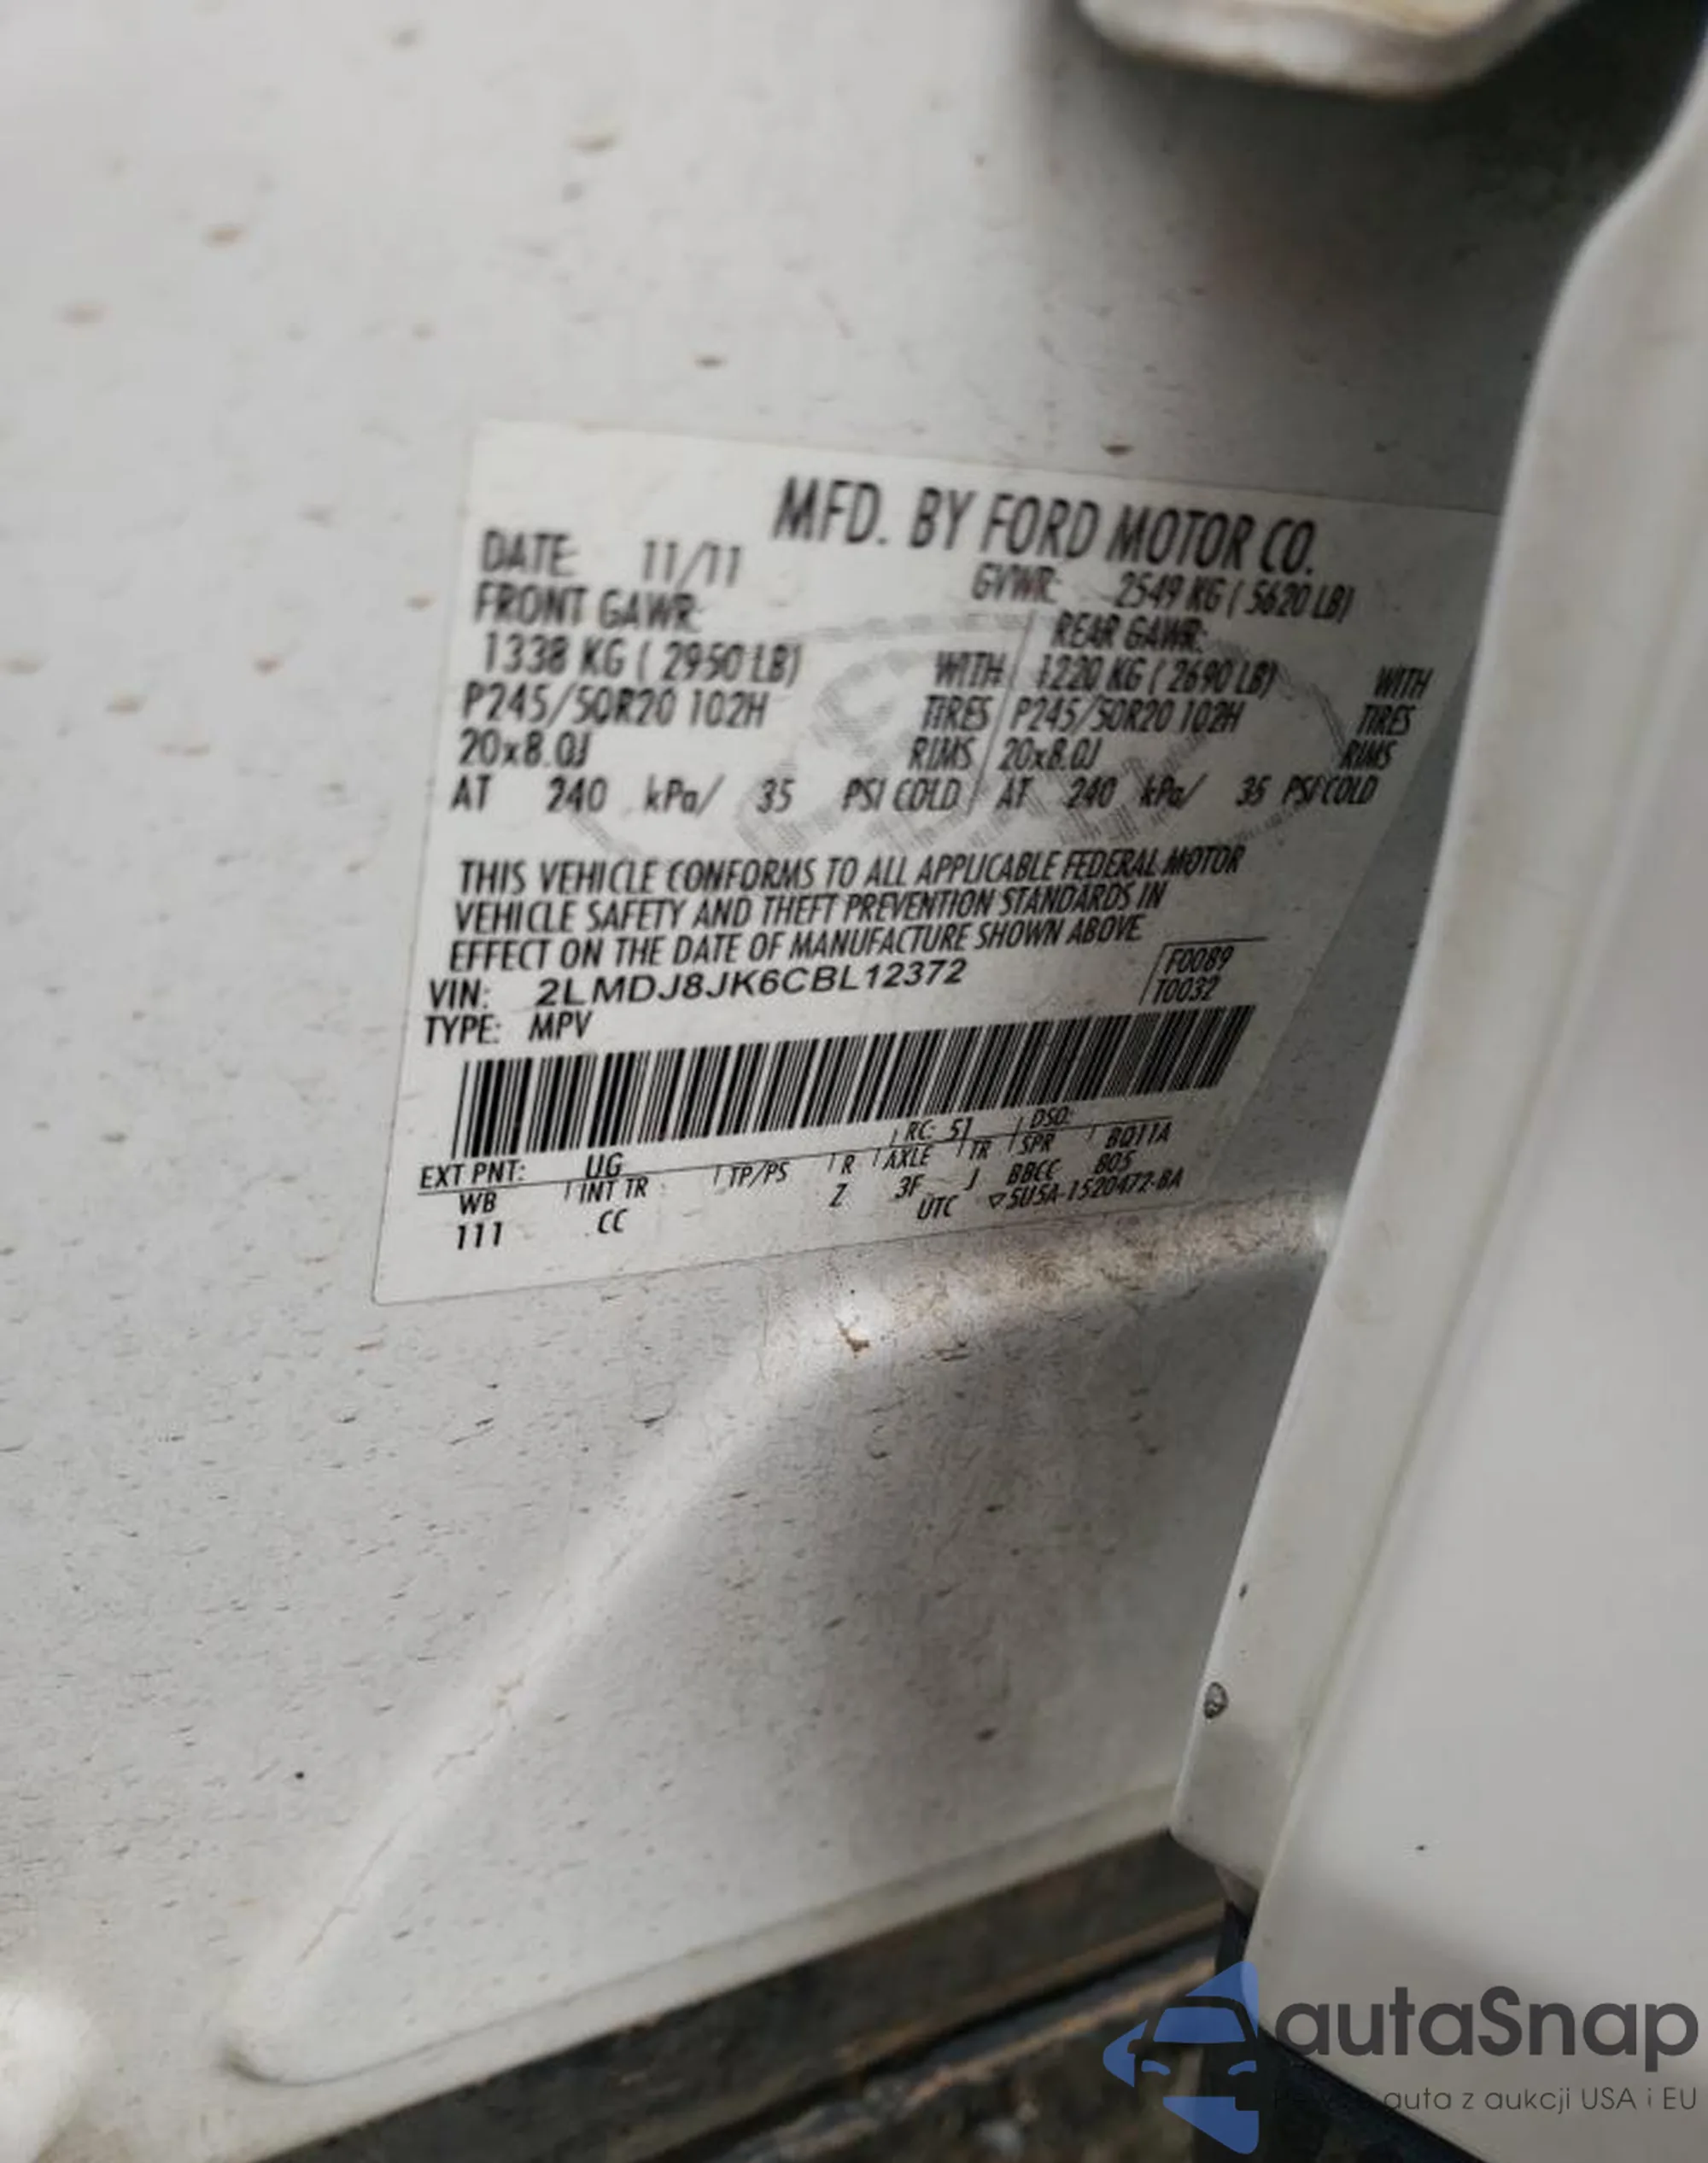 MFD. BY FORD MOTOR CO.
DATE: 11/11 GVWR: 2549 KG ( 5620 LB)
FRONT GAWR: REAR GAWR:
1338 KG ( 2950 LB) WITH 1220 KG ( 2690 LB) WITH
P245/50R20 102H TIRES P245/50R20 102H TIRES
20x8.0J RIMS 20x8.0J RIMS
AT 240 kPa/ 35 PSI COLD AT 240 kPa/ 35 PSI COLD
THIS VEHICLE CONFORMS TO ALL APPLICABLE FEDERAL MOTOR
VEHICLE SAFETY AND THEFT PREVENTION STANDARDS IN
EFFECT ON THE DATE OF MANUFACTURE SHOWN ABOVE
VIN: 2LMDJ8JK6CBL12372 F0089
TYPE: MPV T0032
EXT PNT: UG RC: 51 DSO:
WB INT TR TP/PS R AXLE TR SPR BQ11A
111 CC Z 3F J BBCC B05
UTC ▽5U5A-1520472-BA
autaSnap
auta z aukcji USA i EU